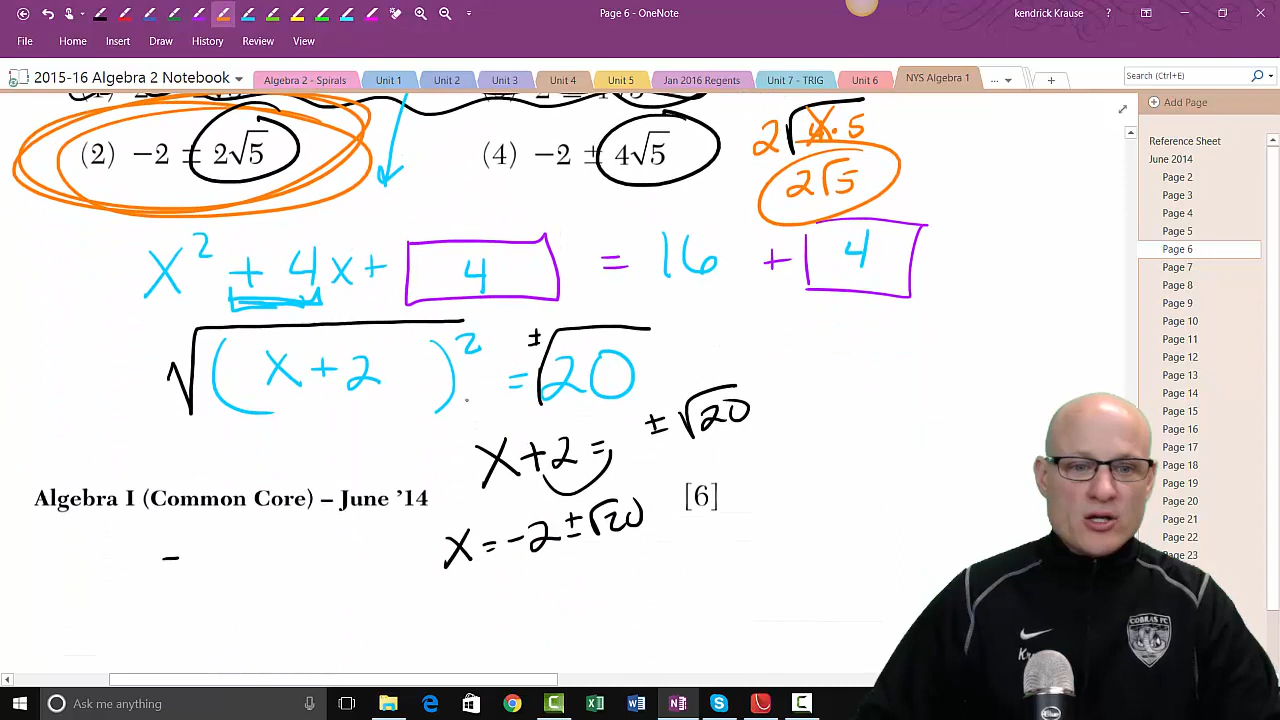 Page 6 - OneNote
kendrick Krause
?
File Home Insert Draw History Review View
2015-16 Algebra 2 Notebook
Algebra 2 - Spirals Unit 1 Unit 2 Unit 3 Unit 4 Unit 5 Jan 2016 Regents Unit 7 - TRIG Unit 6 NYS Algebra 1 ... +
Search (Ctrl+E)
Add Page
Reference Sheet
June 2014
Page 2
Page 3
Page 4
Page 5
Page 6
Page 7
Page 8
Page 9
Page 10
Page 11
Page 12
Page 13
Page 14
Page 15
Page 16
Page 17
Page 18
Page 19
Page 20
Page 21
Page 22
Page 23
(2) −2 ± 2√5
(4) −2 ± 4√5
2√4·5
2√5
x² + 4x + 4 = 16 + 4
√(x+2)² = ±√20
x+2 = ±√20
Algebra I (Common Core) – June ’14 [6]
x = -2 ± √20
COBRAS FC
Ask me anything